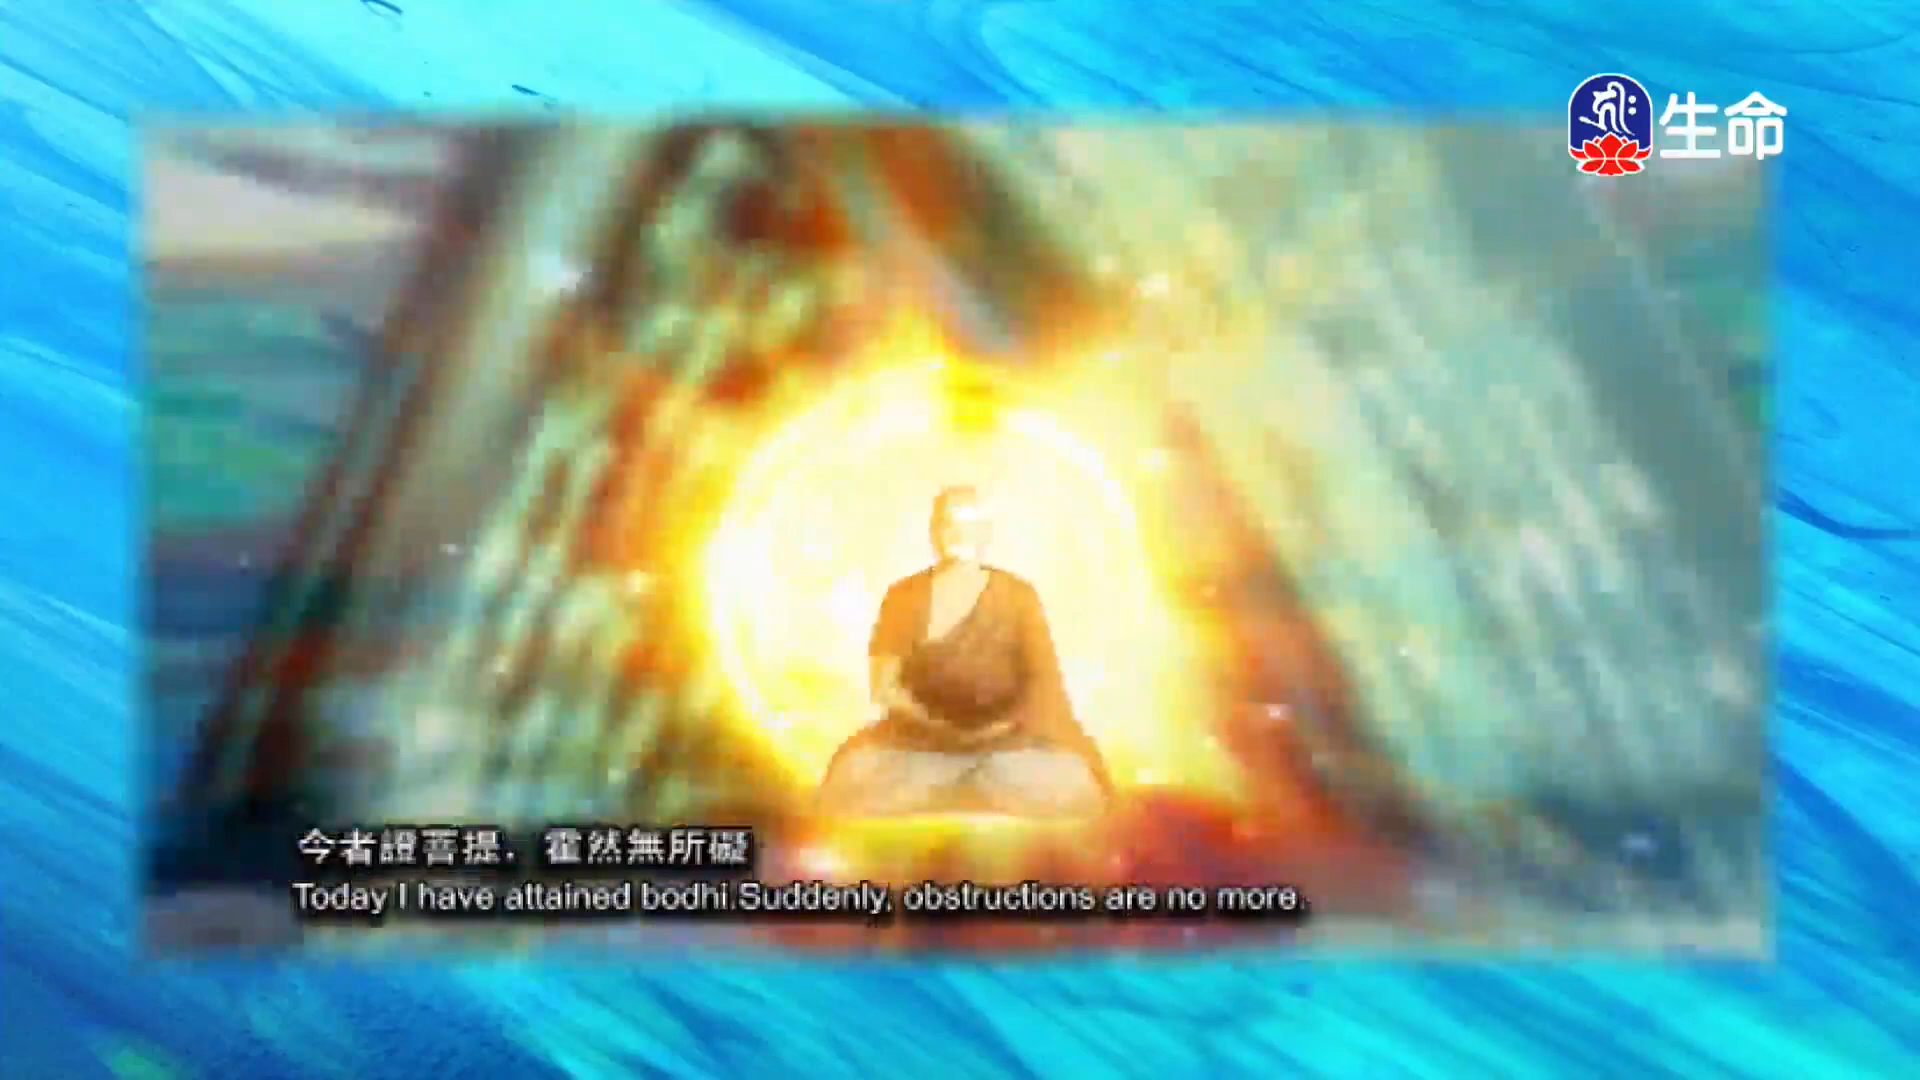 生命
今者證菩提，霍然無所礙
Today I have attained bodhi.Suddenly, obstructions are no more.